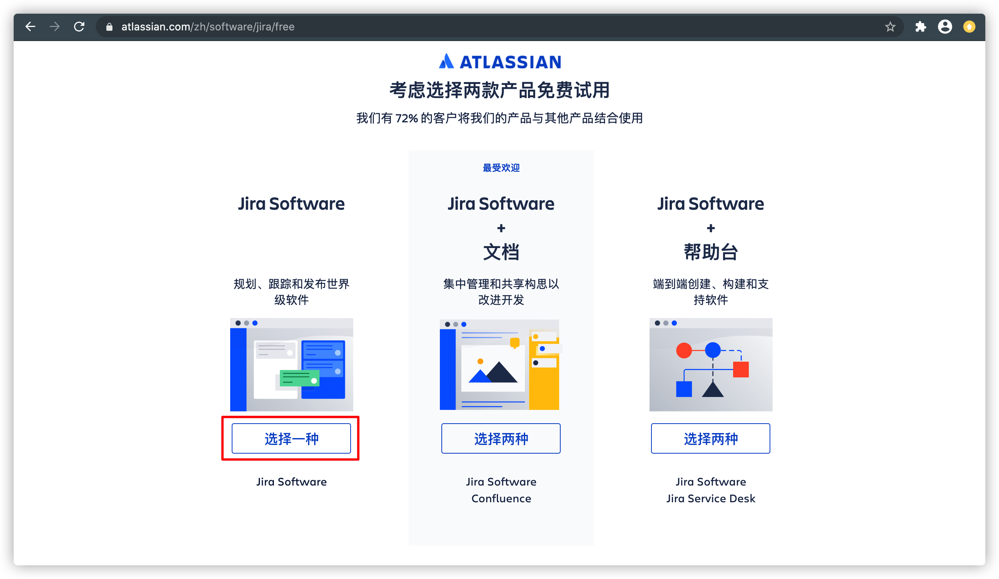 atlassian.com/zh/software/jira/free
ATLASSIAN
考虑选择两款产品免费试用
我们有 72% 的客户将我们的产品与其他产品结合使用
Jira Software
规划、跟踪和发布世界
级软件
选择一种
Jira Software
最受欢迎
Jira Software
+
文档
集中管理和共享构思以
改进开发
选择两种
Jira Software
Confluence
Jira Software
+
帮助台
端到端创建、构建和支
持软件
选择两种
Jira Software
Jira Service Desk